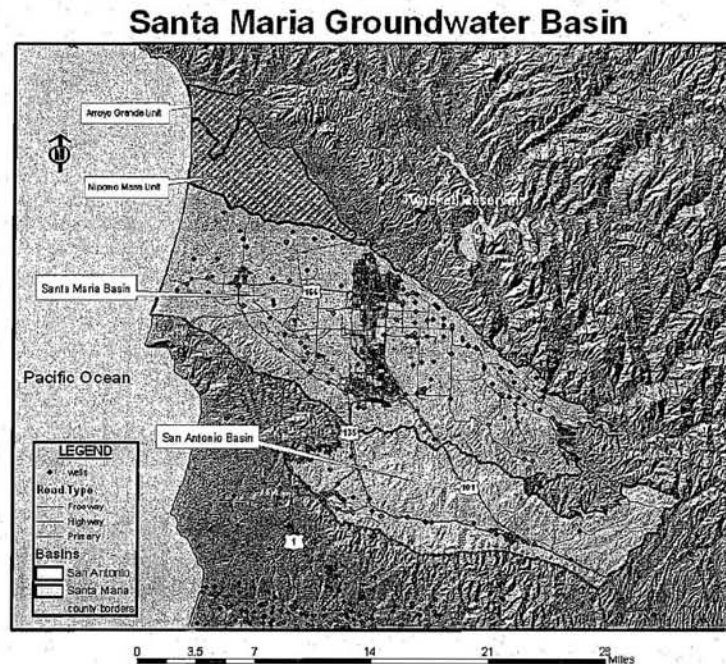 Santa Maria Groundwater Basin
Arroyo Grande Unit
N
Nipomo Mesa Unit
Twitchell Reservoir
Santa Maria Basin
166
Pacific Ocean
135
San Antonio Basin
101
1
LEGEND
wells
Road Type
Freeway
Highway
Primary
Basins
San Antonio
Santa Maria
county borders
0 3.5 7 14 21 28
Miles